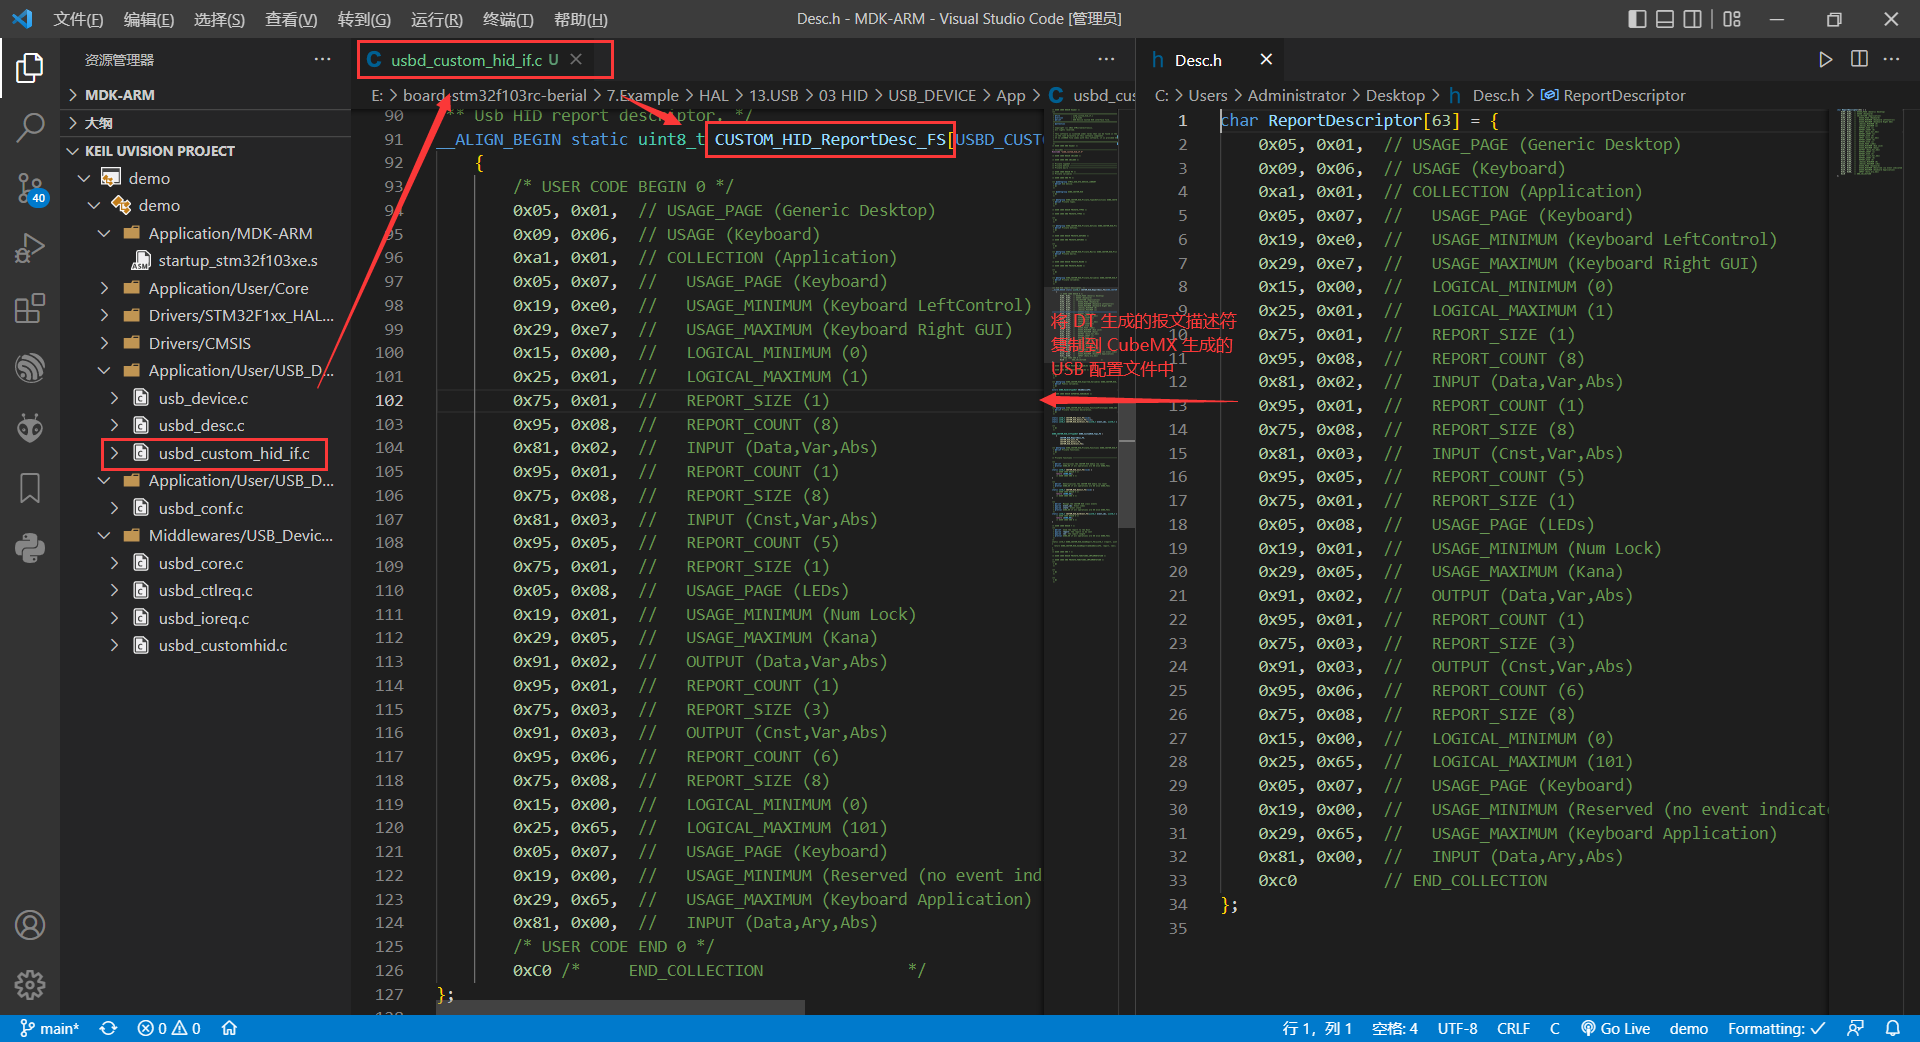 文件(F) 编辑(E) 选择(S) 查看(V) 转到(G) 运行(R) 终端(T) 帮助(H)
Desc.h - MDK-ARM - Visual Studio Code [管理员]
资源管理器
MDK-ARM
大纲
KEIL UVISION PROJECT
demo
demo
Application/MDK-ARM
startup_stm32f103xe.s
Application/User/Core
Drivers/STM32F1xx_HAL...
Drivers/CMSIS
Application/User/USB_D...
usb_device.c
usbd_desc.c
usbd_custom_hid_if.c
Application/User/USB_D...
usbd_conf.c
Middlewares/USB_Devic...
usbd_core.c
usbd_ctlreq.c
usbd_ioreq.c
usbd_customhid.c
40
usbd_custom_hid_if.c U
E: > board-stm32f103rc-berial > 7.Example > HAL > 13.USB > 03 HID > USB_DEVICE > App > C usbd_cus
90 ** Usb HID report descriptor. */
91 __ALIGN_BEGIN static uint8_t CUSTOM_HID_ReportDesc_FS[USBD_CUSTO
92 {
93 /* USER CODE BEGIN 0 */
94 0x05, 0x01, // USAGE_PAGE (Generic Desktop)
95 0x09, 0x06, // USAGE (Keyboard)
96 0xa1, 0x01, // COLLECTION (Application)
97 0x05, 0x07, // USAGE_PAGE (Keyboard)
98 0x19, 0xe0, // USAGE_MINIMUM (Keyboard LeftControl)
99 0x29, 0xe7, // USAGE_MAXIMUM (Keyboard Right GUI)
100 0x15, 0x00, // LOGICAL_MINIMUM (0)
101 0x25, 0x01, // LOGICAL_MAXIMUM (1)
102 0x75, 0x01, // REPORT_SIZE (1)
103 0x95, 0x08, // REPORT_COUNT (8)
104 0x81, 0x02, // INPUT (Data,Var,Abs)
105 0x95, 0x01, // REPORT_COUNT (1)
106 0x75, 0x08, // REPORT_SIZE (8)
107 0x81, 0x03, // INPUT (Cnst,Var,Abs)
108 0x95, 0x05, // REPORT_COUNT (5)
109 0x75, 0x01, // REPORT_SIZE (1)
110 0x05, 0x08, // USAGE_PAGE (LEDs)
111 0x19, 0x01, // USAGE_MINIMUM (Num Lock)
112 0x29, 0x05, // USAGE_MAXIMUM (Kana)
113 0x91, 0x02, // OUTPUT (Data,Var,Abs)
114 0x95, 0x01, // REPORT_COUNT (1)
115 0x75, 0x03, // REPORT_SIZE (3)
116 0x91, 0x03, // OUTPUT (Cnst,Var,Abs)
117 0x95, 0x06, // REPORT_COUNT (6)
118 0x75, 0x08, // REPORT_SIZE (8)
119 0x15, 0x00, // LOGICAL_MINIMUM (0)
120 0x25, 0x65, // LOGICAL_MAXIMUM (101)
121 0x05, 0x07, // USAGE_PAGE (Keyboard)
122 0x19, 0x00, // USAGE_MINIMUM (Reserved (no event ind
123 0x29, 0x65, // USAGE_MAXIMUM (Keyboard Application)
124 0x81, 0x00, // INPUT (Data,Ary,Abs)
125 /* USER CODE END 0 */
126 0xC0 /* END_COLLECTION */
127 };
将 DT 生成的报文描述符
复制到 CubeMX 生成的
USB 配置文件中
Desc.h
C: > Users > Administrator > Desktop > h Desc.h > ReportDescriptor
1 char ReportDescriptor[63] = {
2 0x05, 0x01, // USAGE_PAGE (Generic Desktop)
3 0x09, 0x06, // USAGE (Keyboard)
4 0xa1, 0x01, // COLLECTION (Application)
5 0x05, 0x07, // USAGE_PAGE (Keyboard)
6 0x19, 0xe0, // USAGE_MINIMUM (Keyboard LeftControl)
7 0x29, 0xe7, // USAGE_MAXIMUM (Keyboard Right GUI)
8 0x15, 0x00, // LOGICAL_MINIMUM (0)
9 0x25, 0x01, // LOGICAL_MAXIMUM (1)
10 0x75, 0x01, // REPORT_SIZE (1)
11 0x95, 0x08, // REPORT_COUNT (8)
12 0x81, 0x02, // INPUT (Data,Var,Abs)
13 0x95, 0x01, // REPORT_COUNT (1)
14 0x75, 0x08, // REPORT_SIZE (8)
15 0x81, 0x03, // INPUT (Cnst,Var,Abs)
16 0x95, 0x05, // REPORT_COUNT (5)
17 0x75, 0x01, // REPORT_SIZE (1)
18 0x05, 0x08, // USAGE_PAGE (LEDs)
19 0x19, 0x01, // USAGE_MINIMUM (Num Lock)
20 0x29, 0x05, // USAGE_MAXIMUM (Kana)
21 0x91, 0x02, // OUTPUT (Data,Var,Abs)
22 0x95, 0x01, // REPORT_COUNT (1)
23 0x75, 0x03, // REPORT_SIZE (3)
24 0x91, 0x03, // OUTPUT (Cnst,Var,Abs)
25 0x95, 0x06, // REPORT_COUNT (6)
26 0x75, 0x08, // REPORT_SIZE (8)
27 0x15, 0x00, // LOGICAL_MINIMUM (0)
28 0x25, 0x65, // LOGICAL_MAXIMUM (101)
29 0x05, 0x07, // USAGE_PAGE (Keyboard)
30 0x19, 0x00, // USAGE_MINIMUM (Reserved (no event indicat
31 0x29, 0x65, // USAGE_MAXIMUM (Keyboard Application)
32 0x81, 0x00, // INPUT (Data,Ary,Abs)
33 0xc0 // END_COLLECTION
34 };
35
main* 0 0
行 1，列 1 空格: 4 UTF-8 CRLF C Go Live demo Formatting: ✓